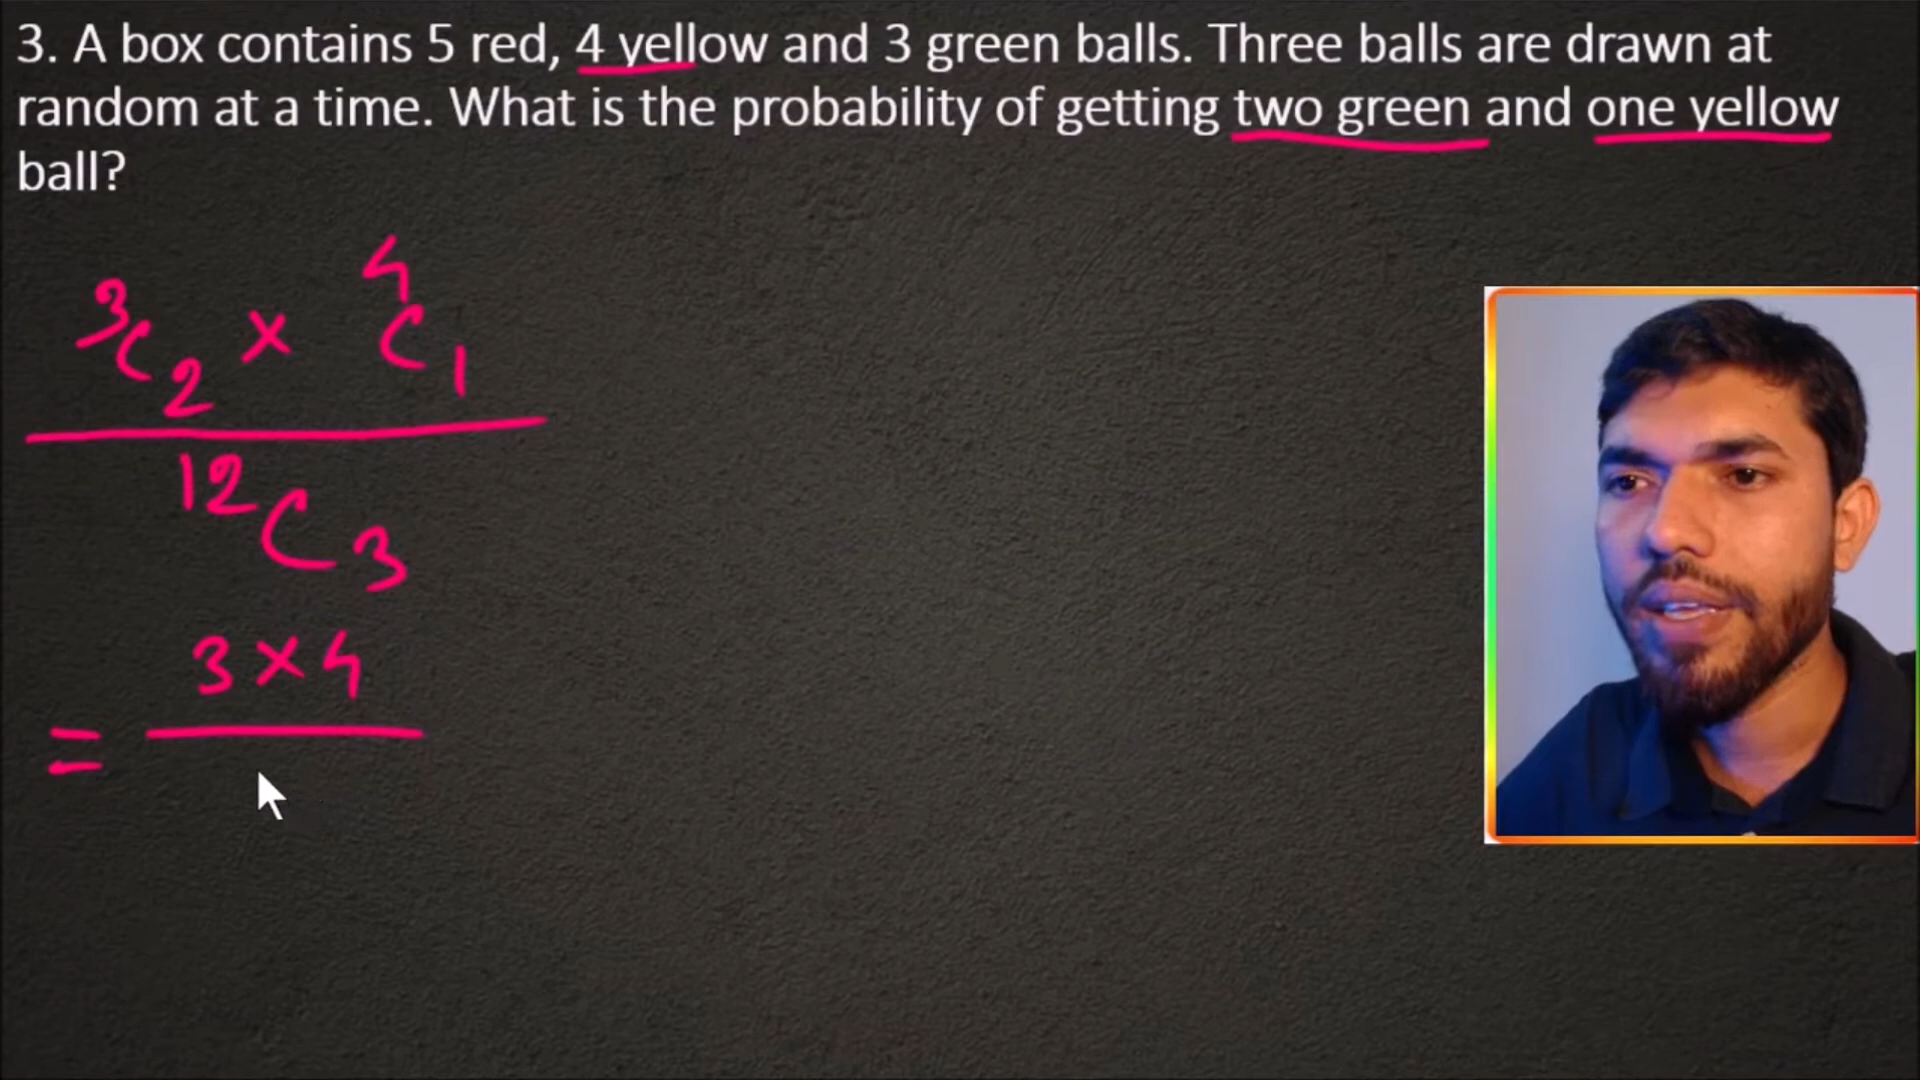 3. A box contains 5 red, 4 yellow and 3 green balls. Three balls are drawn at
random at a time. What is the probability of getting two green and one yellow
ball?
³C₂ × ⁴C₁
¹²C₃
3 × 4
=